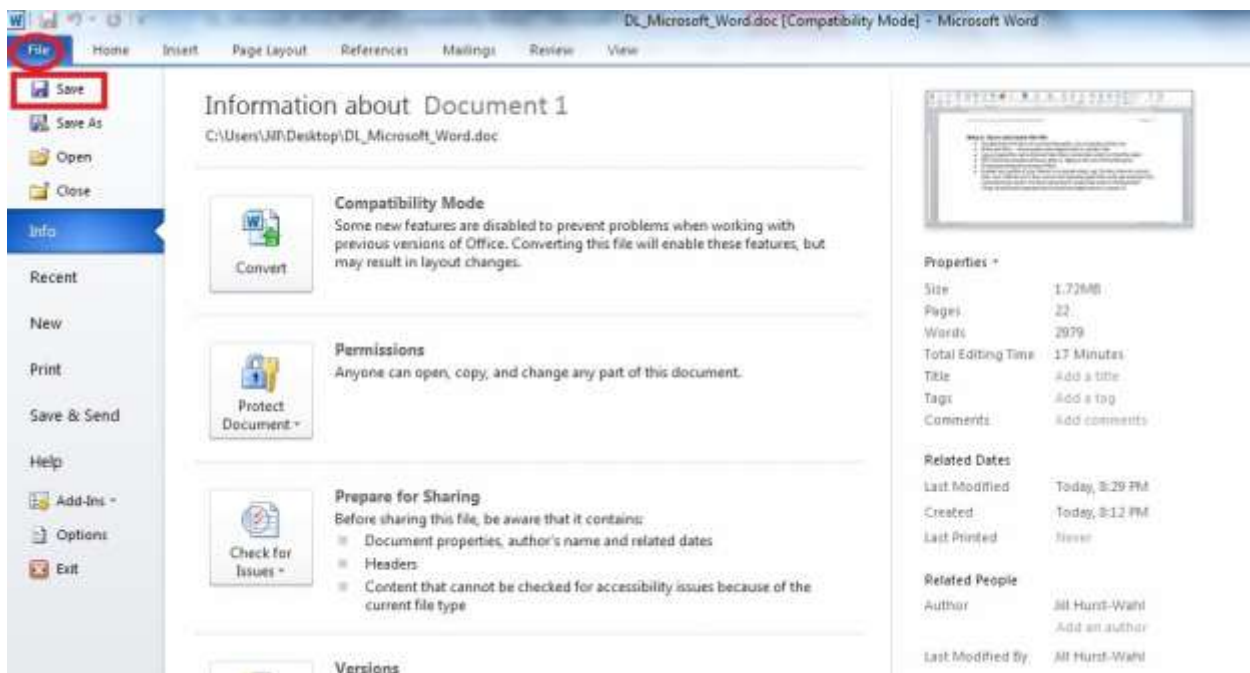 DL_Microsoft_Word.doc [Compatibility Mode] - Microsoft Word
File Home Insert Page Layout References Mailings Review View
Save
Save As
Open
Close
Info
Recent
New
Print
Save & Send
Help
Add-Ins
Options
Exit
Information about Document 1
C:\Users\Jill\Desktop\DL_Microsoft_Word.doc
Convert
Compatibility Mode
Some new features are disabled to prevent problems when working with
previous versions of Office. Converting this file will enable these features, but
may result in layout changes.
Protect
Document
Permissions
Anyone can open, copy, and change any part of this document.
Check for
Issues
Prepare for Sharing
Before sharing this file, be aware that it contains:
Document properties, author's name and related dates
Headers
Content that cannot be checked for accessibility issues because of the
current file type
Versions
Properties
Size 1.72MB
Pages 22
Words 2979
Total Editing Time 17 Minutes
Title Add a title
Tags Add a tag
Comments Add comments
Related Dates
Last Modified Today, 8:29 PM
Created Today, 8:12 PM
Last Printed Never
Related People
Author Jill Hurst-Wahl
Add an author
Last Modified By Jill Hurst-Wahl